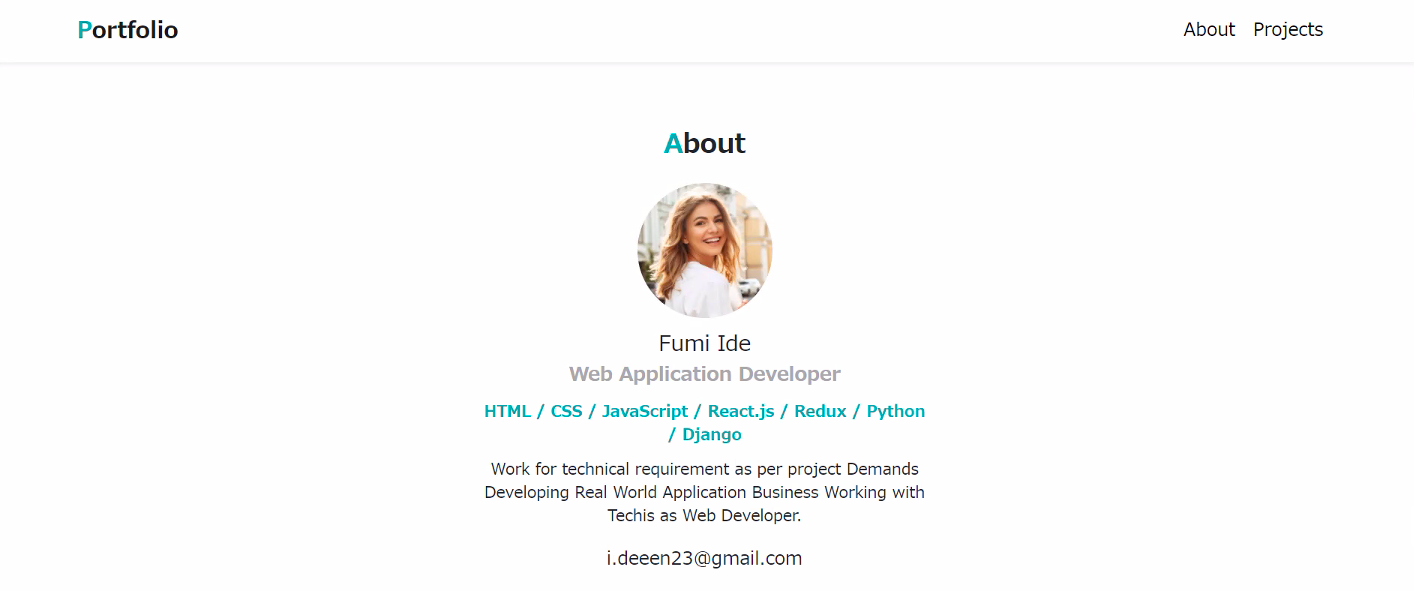 Portfolio
About Projects
About
Fumi Ide
Web Application Developer
HTML / CSS / JavaScript / React.js / Redux / Python
/ Django
Work for technical requirement as per project Demands
Developing Real World Application Business Working with
Techis as Web Developer.
i.deeen23@gmail.com